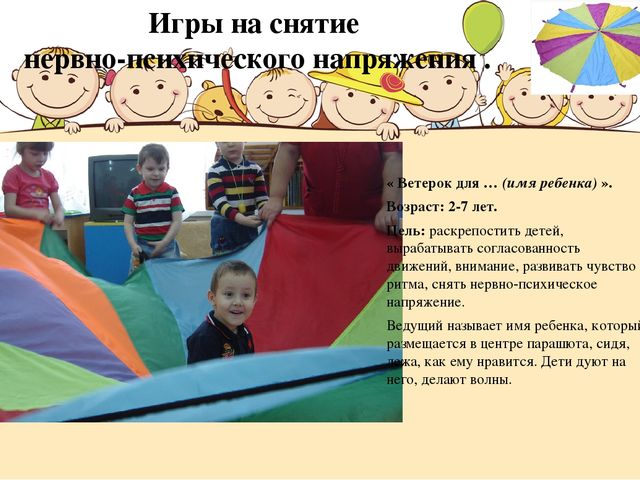 Игры на снятие
нервно-психического напряжения .
« Ветерок для … (имя ребенка) ».
Возраст: 2-7 лет.
Цель: раскрепостить детей,
вырабатывать согласованность
движений, внимание, развивать чувство
ритма, снять нервно-психическое
напряжение.
Ведущий называет имя ребенка, который
размещается в центре парашюта, сидя,
лежа, как ему нравится. Дети дуют на
него, делают волны.